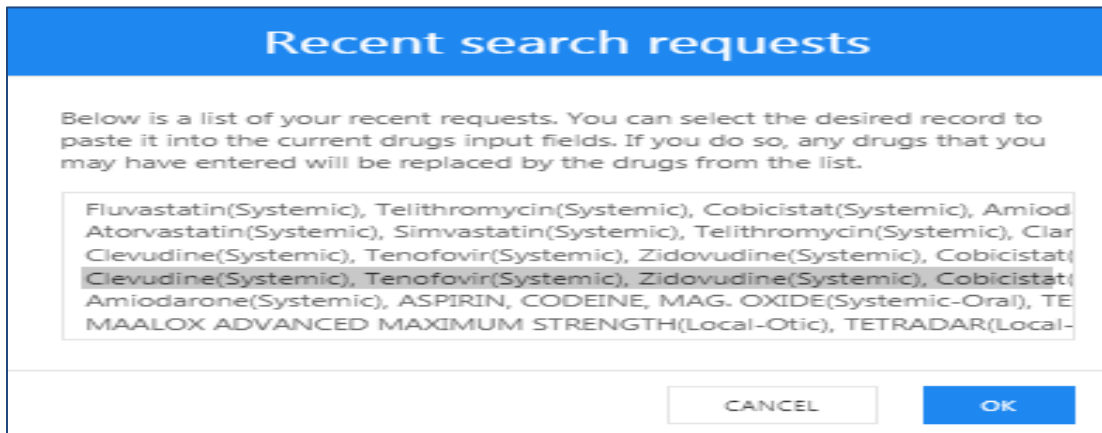 Recent search requests
Below is a list of your recent requests. You can select the desired record to
paste it into the current drugs input fields. If you do so, any drugs that you
may have entered will be replaced by the drugs from the list.
Fluvastatin(Systemic), Telithromycin(Systemic), Cobicistat(Systemic), Amiod
Atorvastatin(Systemic), Simvastatin(Systemic), Telithromycin(Systemic), Clar
Clevudine(Systemic), Tenofovir(Systemic), Zidovudine(Systemic), Cobicistat(
Clevudine(Systemic), Tenofovir(Systemic), Zidovudine(Systemic), Cobicistat(
Amiodarone(Systemic), ASPIRIN, CODEINE, MAG. OXIDE(Systemic-Oral), TE
MAALOX ADVANCED MAXIMUM STRENGTH(Local-Otic), TETRADAR(Local-
CANCEL OK